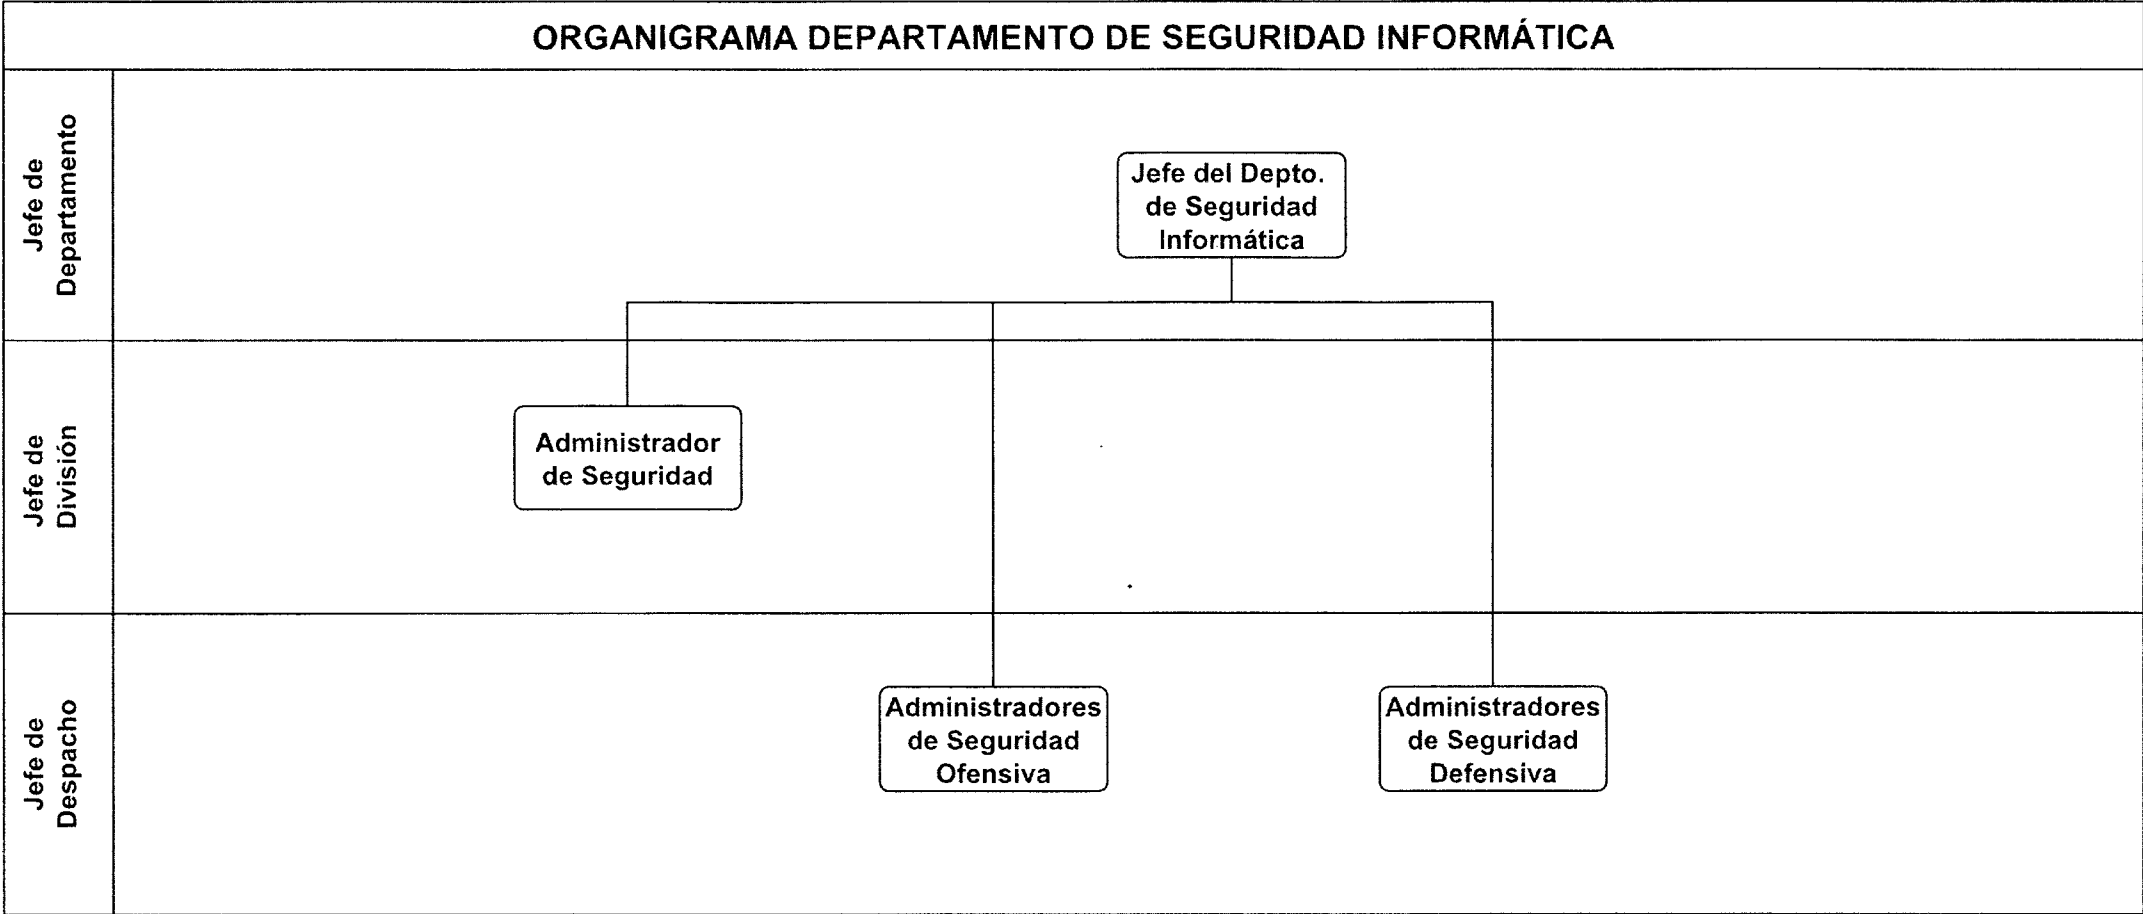 ORGANIGRAMA DEPARTAMENTO DE SEGURIDAD INFORMÁTICA
Jefe de
Departamento
Jefe del Depto.
de Seguridad
Informática
Jefe de
División
Administrador
de Seguridad
Jefe de
Despacho
Administradores
de Seguridad
Ofensiva
Administradores
de Seguridad
Defensiva